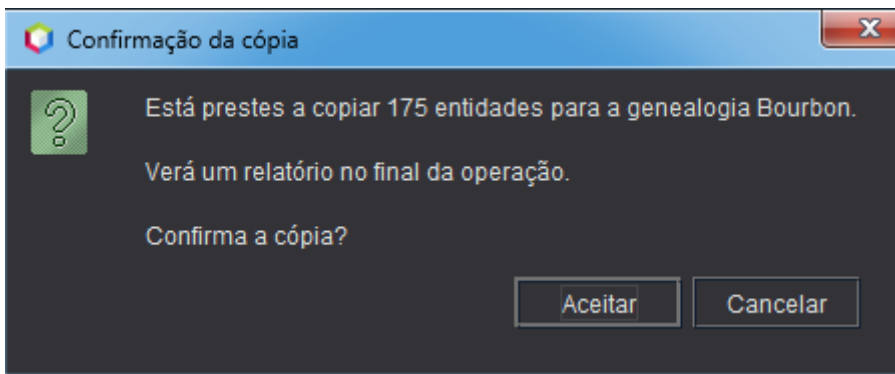 Confirmação da cópia
Está prestes a copiar 175 entidades para a genealogia Bourbon.
Verá um relatório no final da operação.
Confirma a cópia?
Aceitar
Cancelar